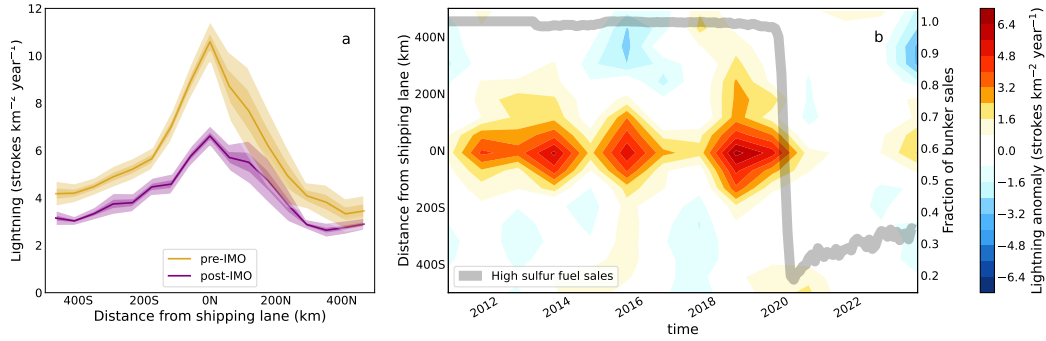 12
10
8
6
4
2
0
Lightning (strokes km⁻² year⁻¹)
a
pre-IMO
post-IMO
400S 200S 0N 200N 400N
Distance from shipping lane (km)
400N
200N
0N
200S
400S
Distance from shipping lane (km)
b
High sulfur fuel sales
2012 2014 2016 2018 2020 2022
time
1.0
0.9
0.8
0.7
0.6
0.5
0.4
0.3
0.2
Fraction of bunker sales
6.4
4.8
3.2
1.6
0.0
−1.6
−3.2
−4.8
−6.4
Lightning anomaly (strokes km⁻² year⁻¹)